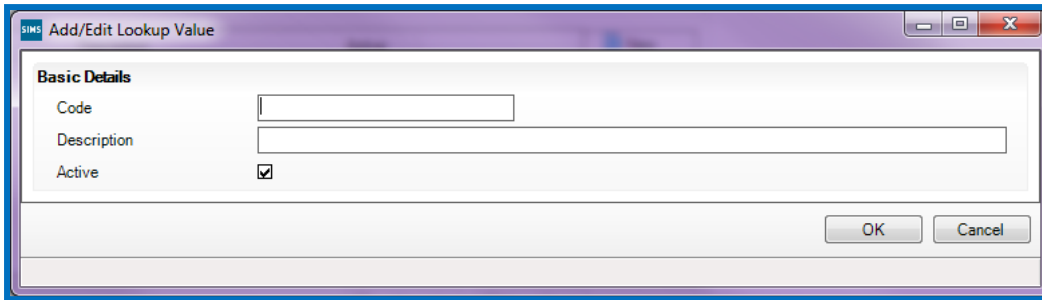 SIMS Add/Edit Lookup Value
Basic Details
Code
Description
Active
OK Cancel